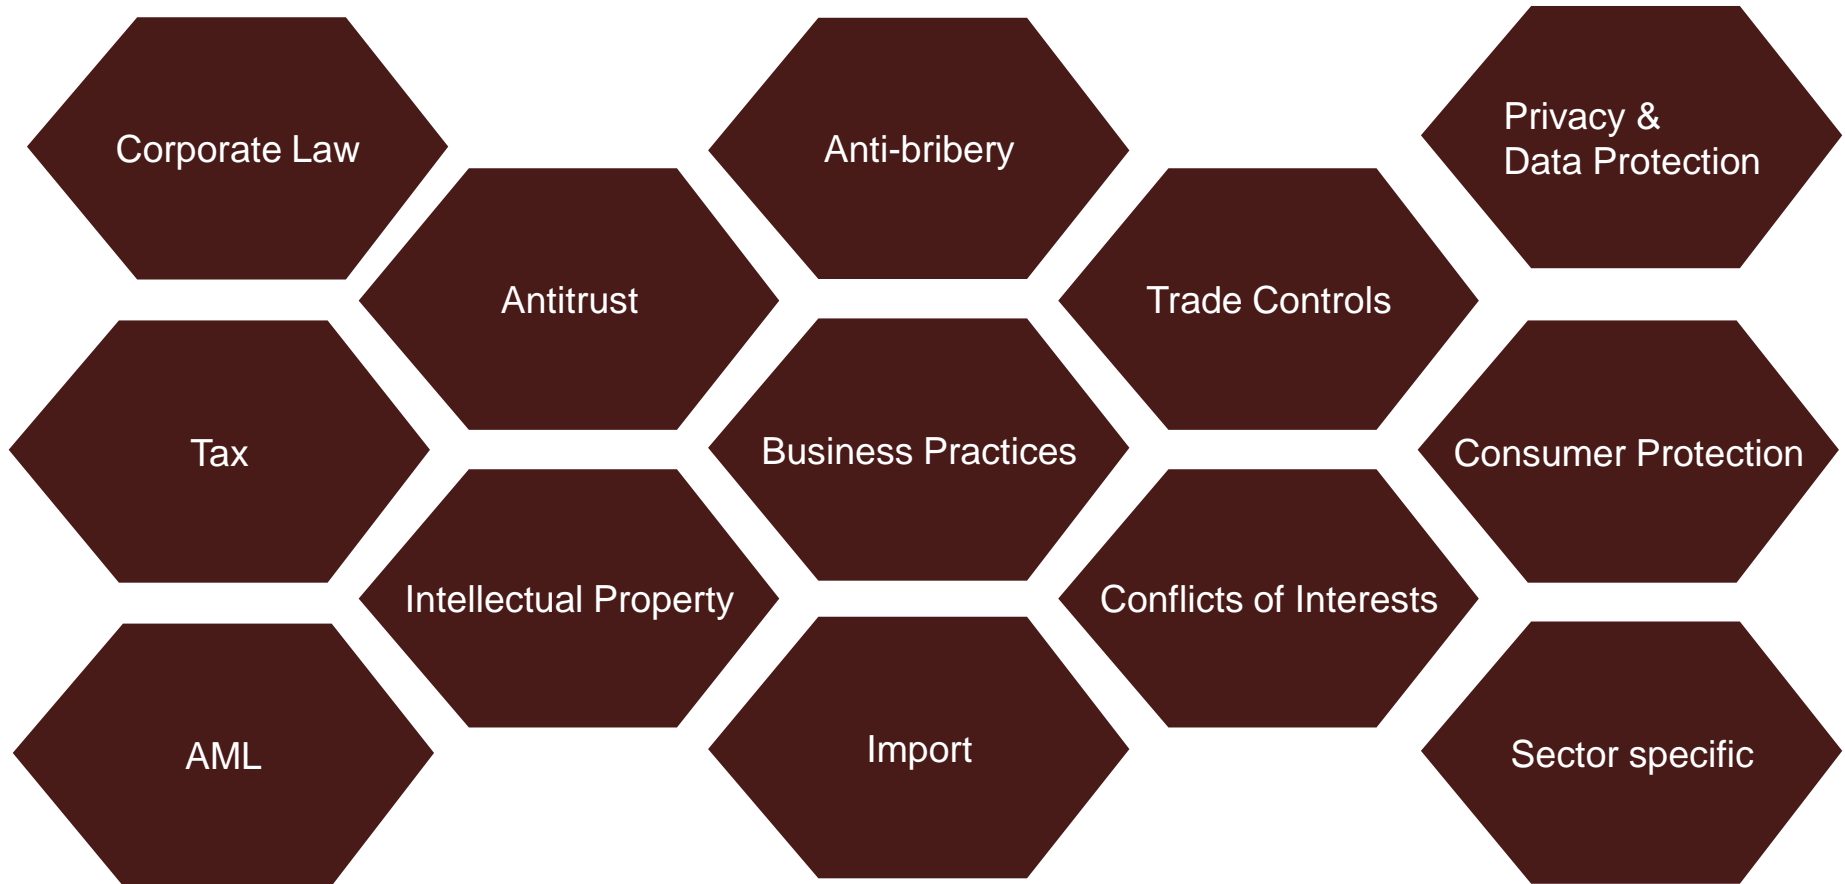 Corporate Law
Anti-bribery
Privacy &
Data Protection
Antitrust
Trade Controls
Tax
Business Practices
Consumer Protection
Intellectual Property
Conflicts of Interests
AML
Import
Sector specific